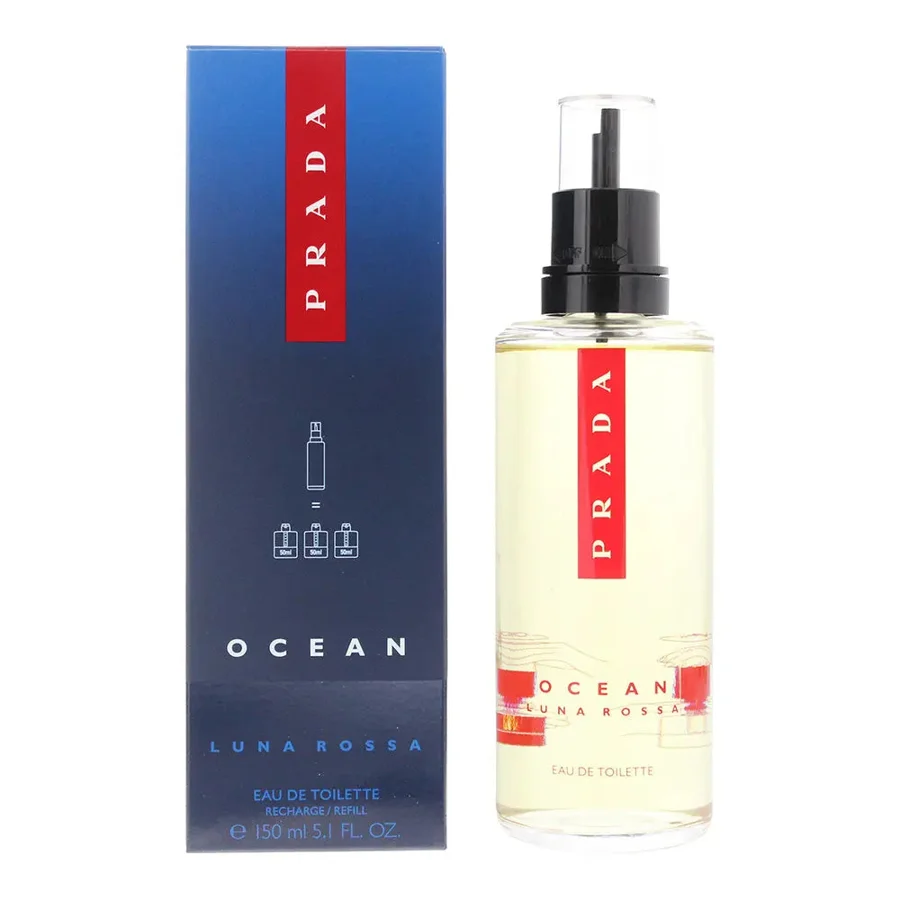 PRADA
=
50ml 50ml 50ml
OCEAN
LUNA ROSSA
EAU DE TOILETTE
RECHARGE / REFILL
e 150 ml 5.1 FL. OZ.
PRADA
OCEAN
LUNA ROSSA
EAU DE TOILETTE